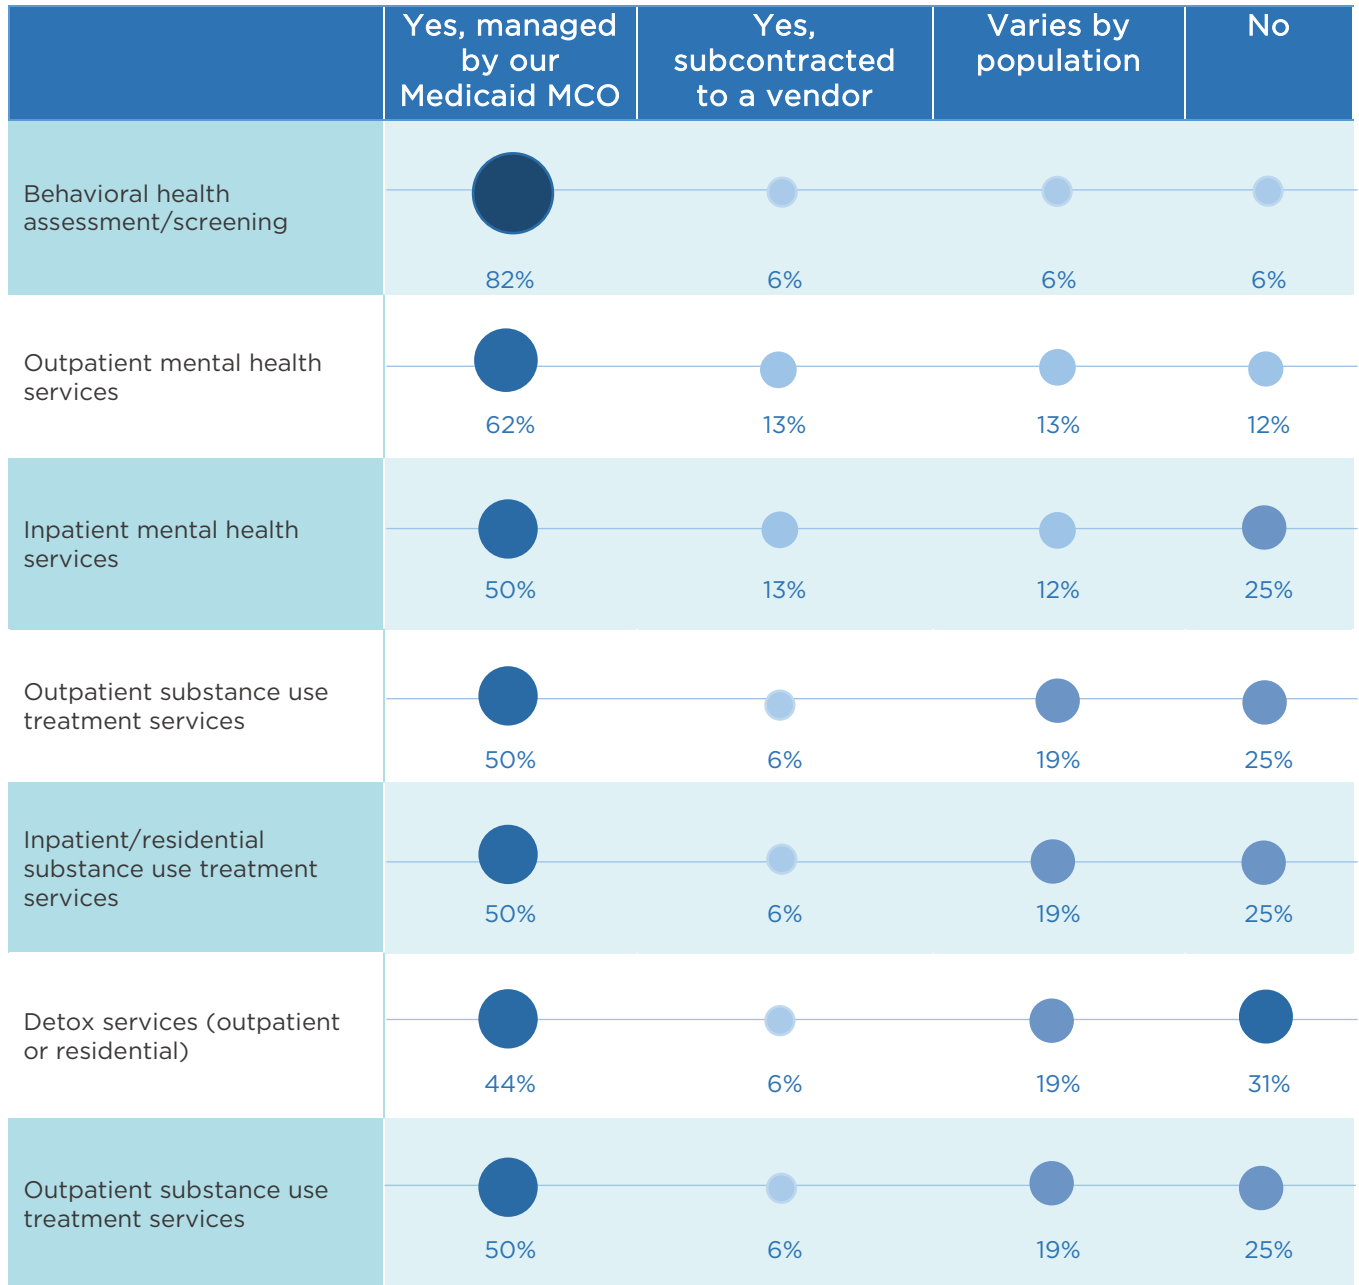 Yes, managed
by our
Medicaid MCO
Yes,
subcontracted
to a vendor
Varies by
population
No
Behavioral health
assessment/screening
82%
6%
6%
6%
Outpatient mental health
services
62%
13%
13%
12%
Inpatient mental health
services
50%
13%
12%
25%
Outpatient substance use
treatment services
50%
6%
19%
25%
Inpatient/residential
substance use treatment
services
50%
6%
19%
25%
Detox services (outpatient
or residential)
44%
6%
19%
31%
Outpatient substance use
treatment services
50%
6%
19%
25%